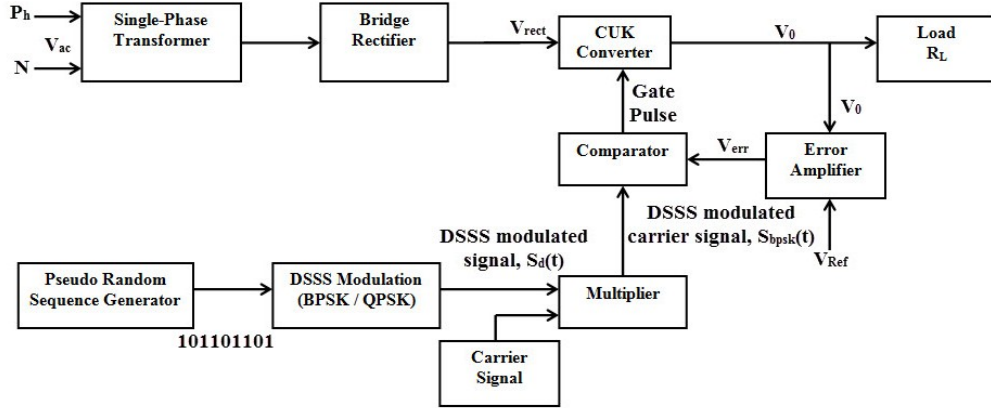 Ph
Vac
N
Single-Phase
Transformer
Bridge
Rectifier
Vrect
CUK
Converter
V0
Load
RL
Gate
Pulse
V0
Comparator
Verr
Error
Amplifier
DSSS modulated
carrier signal, Sbpsk(t)
VRef
DSSS modulated
signal, Sd(t)
Pseudo Random
Sequence Generator
DSSS Modulation
(BPSK / QPSK)
Multiplier
101101101
Carrier
Signal